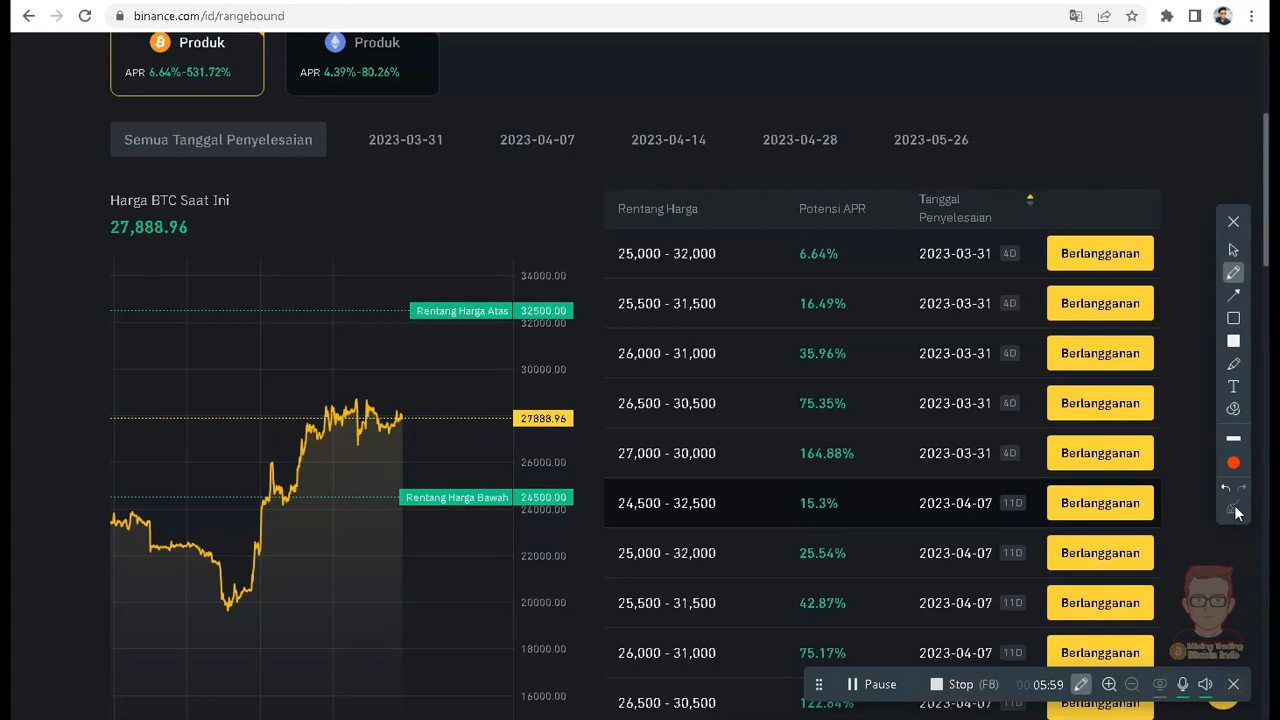 binance.com/id/rangebound
Produk
APR 6.64%-531.72%
Produk
APR 4.39%-80.26%
Semua Tanggal Penyelesaian
2023-03-31
2023-04-07
2023-04-14
2023-04-28
2023-05-26
Harga BTC Saat Ini
27,888.96
34000.00
Rentang Harga Atas 32500.00
32000.00
30000.00
27888.96
26000.00
Rentang Harga Bawah 24500.00
24000.00
22000.00
20000.00
18000.00
16000.00
Rentang Harga Potensi APR Tanggal Penyelesaian
25,000 - 32,000 6.64% 2023-03-31 4D Berlangganan
25,500 - 31,500 16.49% 2023-03-31 4D Berlangganan
26,000 - 31,000 35.96% 2023-03-31 4D Berlangganan
26,500 - 30,500 75.35% 2023-03-31 4D Berlangganan
27,000 - 30,000 164.88% 2023-03-31 4D Berlangganan
24,500 - 32,500 15.3% 2023-04-07 11D Berlangganan
25,000 - 32,000 25.54% 2023-04-07 11D Berlangganan
25,500 - 31,500 42.87% 2023-04-07 11D Berlangganan
26,000 - 31,000 75.17% 2023-04-07 11D Berlangganan
26,500 - 30,500 122.84%
T
Mining Trading
Bitcoin Indo
Pause Stop (F8) 00:05:59